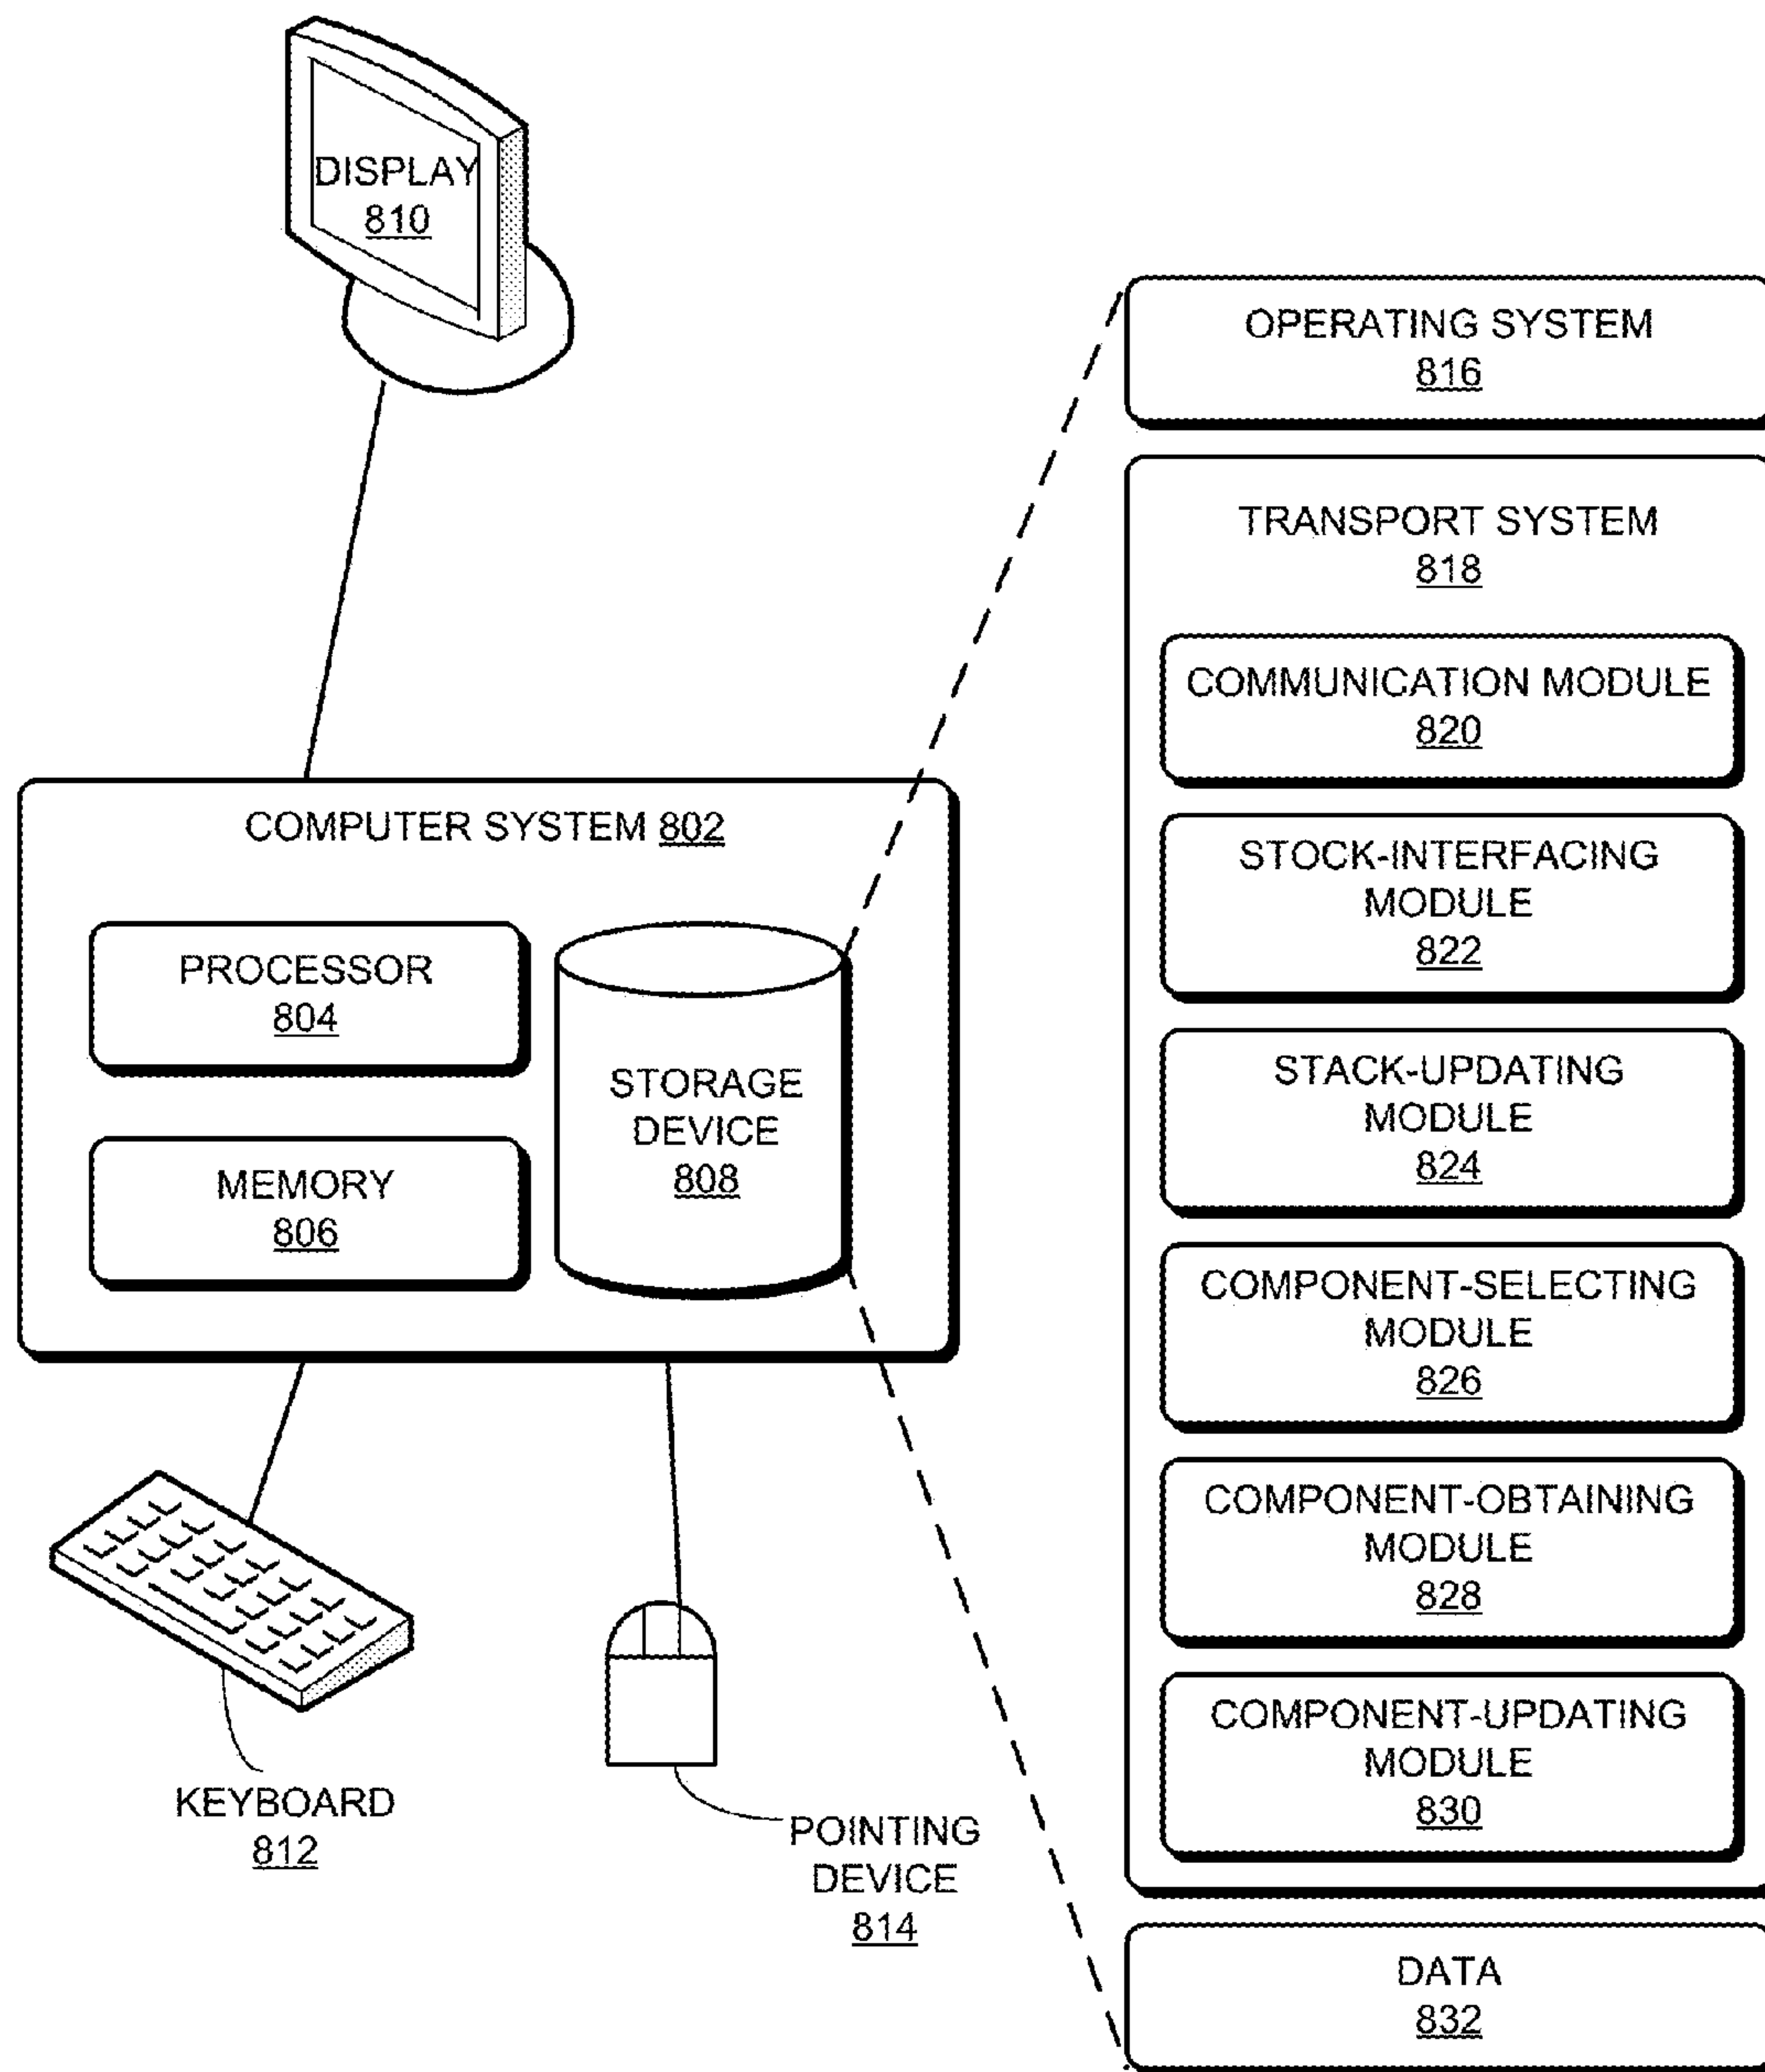 DISPLAY
810
COMPUTER SYSTEM 802
PROCESSOR
804
MEMORY
806
STORAGE
DEVICE
808
KEYBOARD
812
POINTING
DEVICE
814
OPERATING SYSTEM
816
TRANSPORT SYSTEM
818
COMMUNICATION MODULE
820
STOCK-INTERFACING
MODULE
822
STACK-UPDATING
MODULE
824
COMPONENT-SELECTING
MODULE
826
COMPONENT-OBTAINING
MODULE
828
COMPONENT-UPDATING
MODULE
830
DATA
832